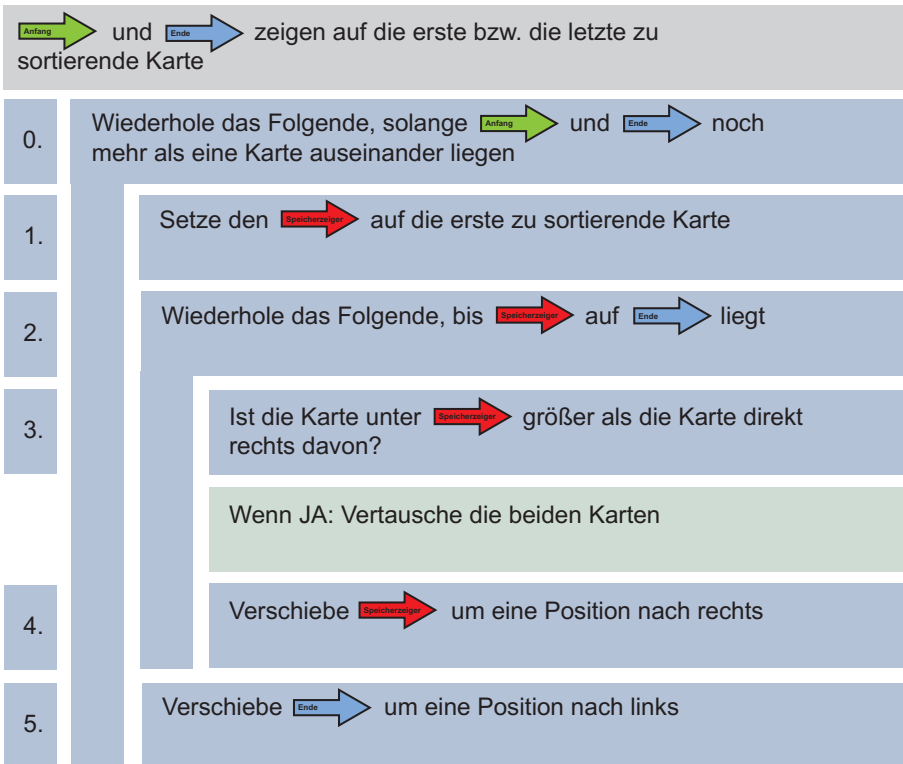 Anfang und Ende zeigen auf die erste bzw. die letzte zu
sortierende Karte
0. Wiederhole das Folgende, solange Anfang und Ende noch
mehr als eine Karte auseinander liegen
1. Setze den Speicherzeiger auf die erste zu sortierende Karte
2. Wiederhole das Folgende, bis Speicherzeiger auf Ende liegt
3. Ist die Karte unter Speicherzeiger größer als die Karte direkt
rechts davon?
Wenn JA: Vertausche die beiden Karten
4. Verschiebe Speicherzeiger um eine Position nach rechts
5. Verschiebe Ende um eine Position nach links